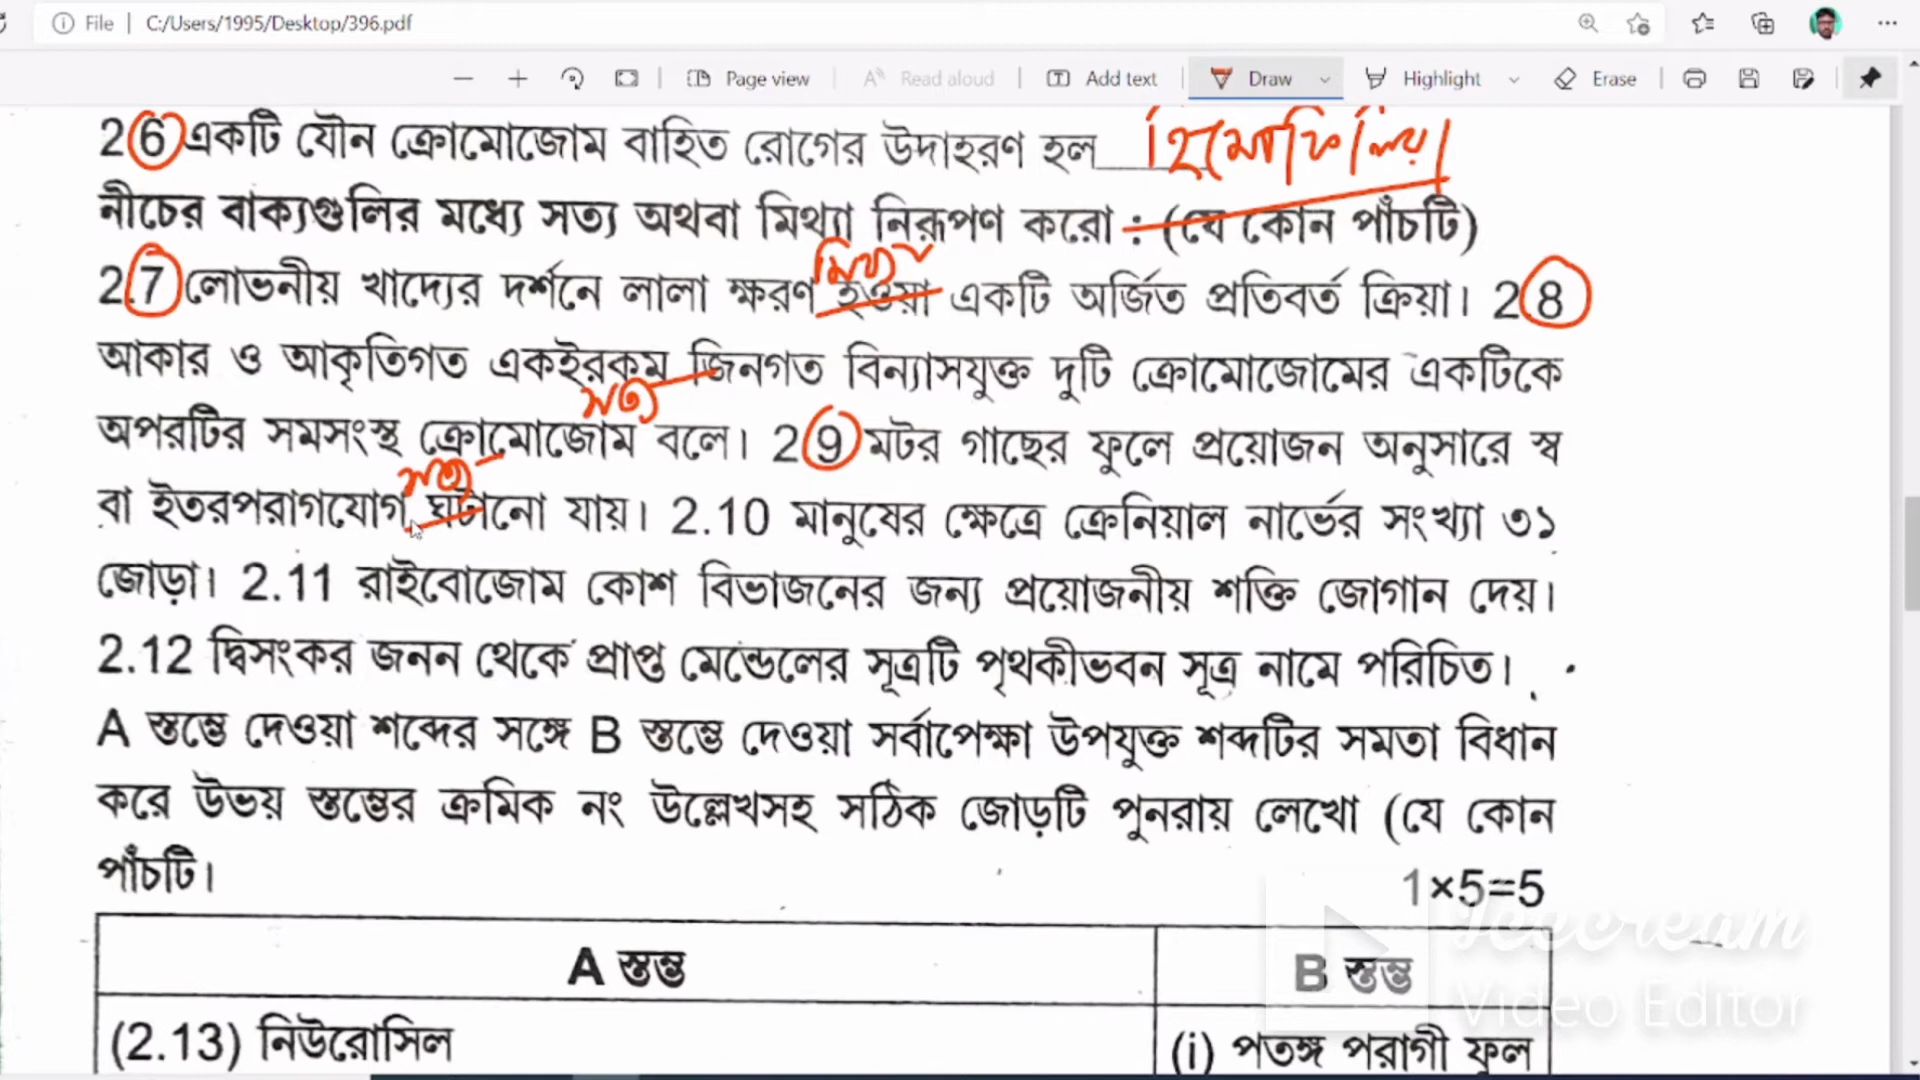 File | C:/Users/1995/Desktop/396.pdf
Page view Read aloud Add text Draw Highlight Erase
2 6 একটি যৌন ক্রোমোজোম বাহিত রোগের উদাহরণ হল___ হিমোফিলিয়া
নীচের বাক্যগুলির মধ্যে সত্য অথবা মিথ্যা নিরূপণ করো : (যে কোন পাঁচটি)
মিথ্যা
2.7 লোভনীয় খাদ্যের দর্শনে লালা ক্ষরণ হওয়া একটি অর্জিত প্রতিবর্ত ক্রিয়া। 2.8
আকার ও আকৃতিগত একইরকম জিনগত বিন্যাসযুক্ত দুটি ক্রোমোজোমের একটিকে
সত্য
অপরটির সমসংস্থ ক্রোমোজোম বলে। 2 9 মটর গাছের ফুলে প্রয়োজন অনুসারে স্ব
সত্য
বা ইতরপরাগযোগ ঘটানো যায়। 2.10 মানুষের ক্ষেত্রে ক্রেনিয়াল নার্ভের সংখ্যা ৩১
জোড়া। 2.11 রাইবোজোম কোশ বিভাজনের জন্য প্রয়োজনীয় শক্তি জোগান দেয়।
2.12 দ্বিসংকর জনন থেকে প্রাপ্ত মেন্ডেলের সূত্রটি পৃথকীভবন সূত্র নামে পরিচিত।
A স্তম্ভে দেওয়া শব্দের সঙ্গে B স্তম্ভে দেওয়া সর্বাপেক্ষা উপযুক্ত শব্দটির সমতা বিধান
করে উভয় স্তম্ভের ক্রমিক নং উল্লেখসহ সঠিক জোড়টি পুনরায় লেখো (যে কোন
পাঁচটি।
1×5=5
A স্তম্ভ B স্তম্ভ
(2.13) নিউরোসিল (i) পতঙ্গ পরাগী ফুল
Icecream
Video Editor